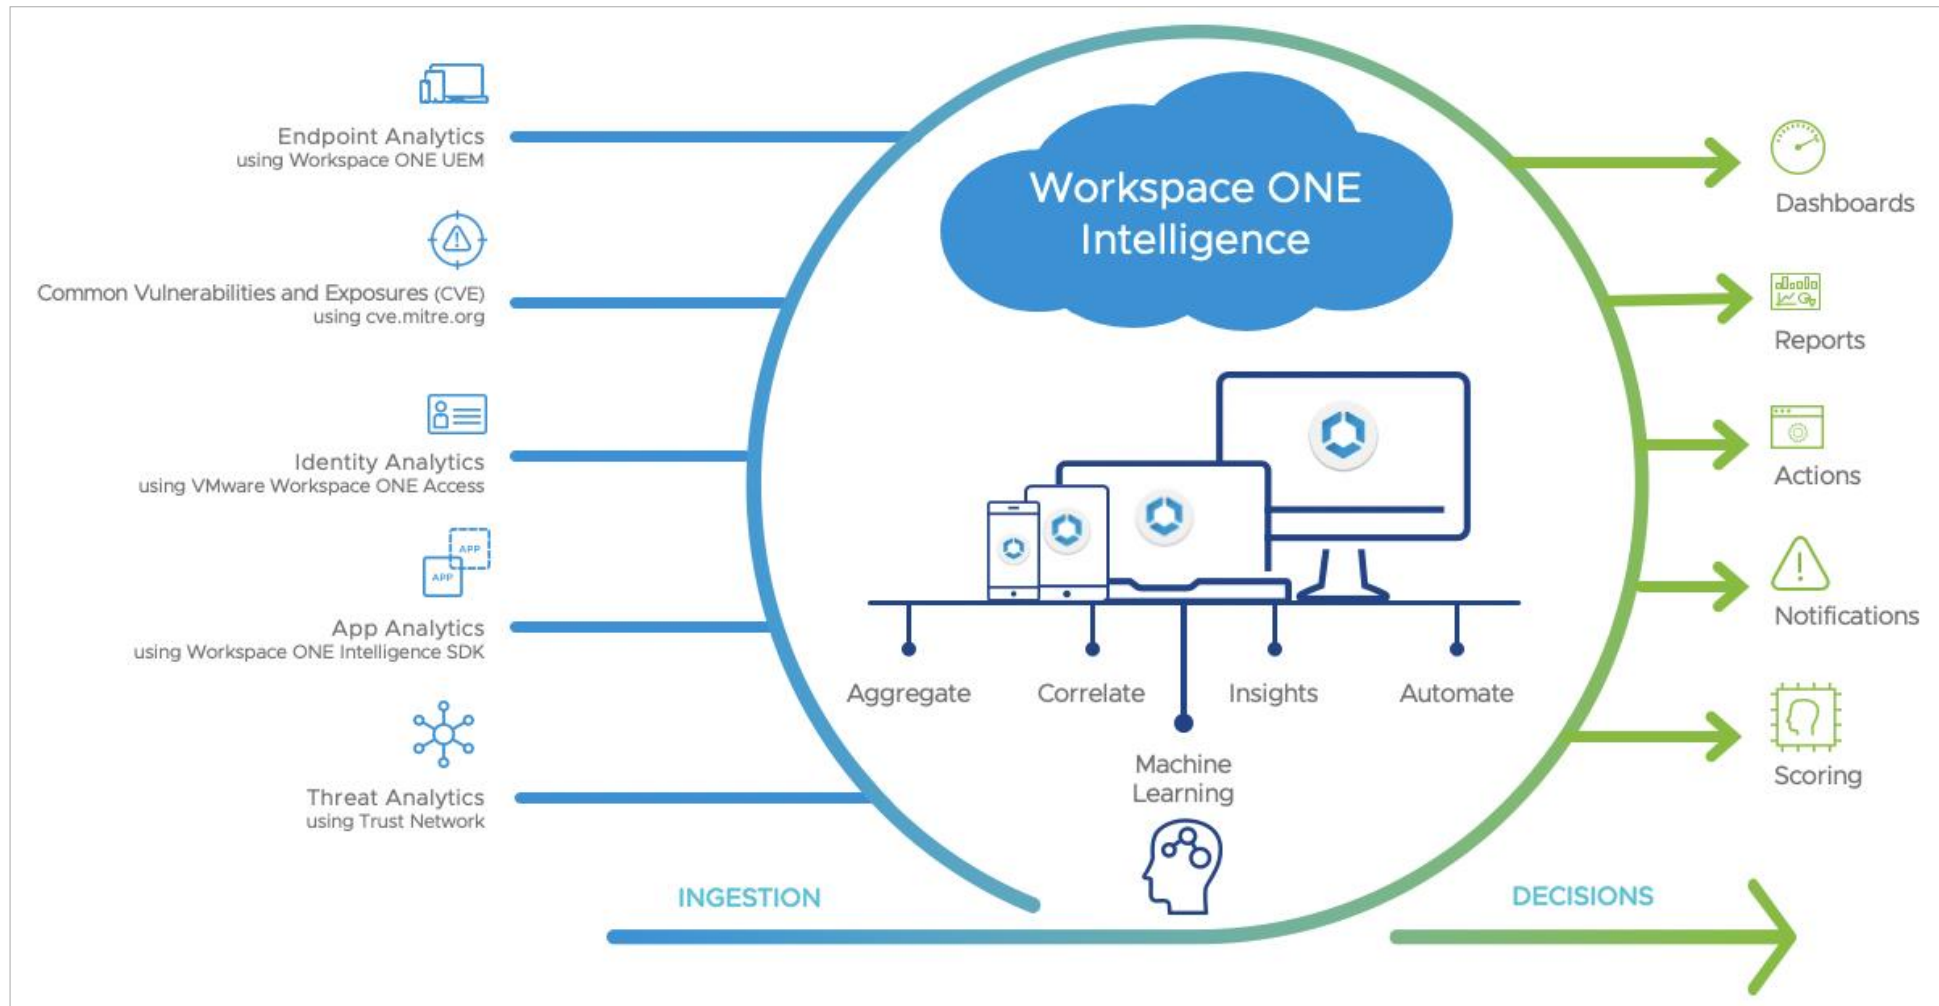 Endpoint Analytics
using Workspace ONE UEM
Common Vulnerabilities and Exposures (CVE)
using cve.mitre.org
Identity Analytics
using VMware Workspace ONE Access
APP
APP
App Analytics
using Workspace ONE Intelligence SDK
Threat Analytics
using Trust Network
Workspace ONE
Intelligence
Aggregate
Correlate
Insights
Automate
Machine
Learning
Dashboards
Reports
Actions
Notifications
Scoring
INGESTION
DECISIONS